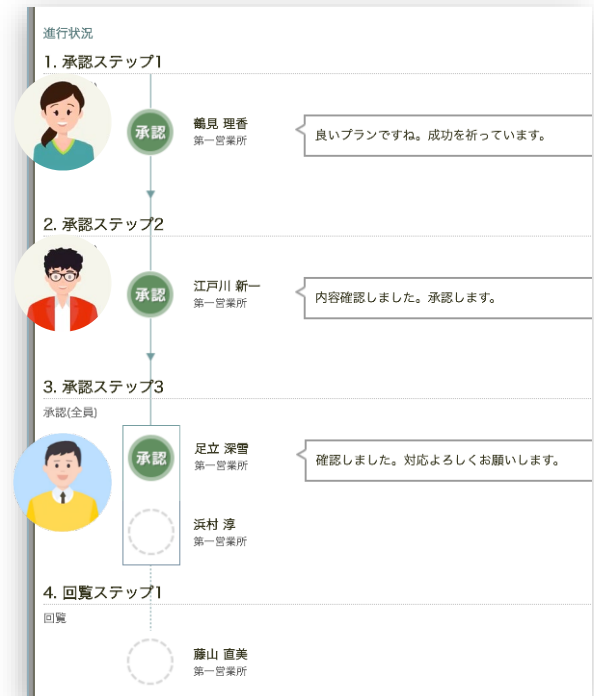 進行状況
1. 承認ステップ1
承認
鶴見 理香
第一営業所
良いプランですね。成功を祈っています。
2. 承認ステップ2
承認
江戸川 新一
第一営業所
内容確認しました。承認します。
3. 承認ステップ3
承認(全員)
承認
足立 深雪
第一営業所
確認しました。対応よろしくお願いします。
浜村 淳
第一営業所
4. 回覧ステップ1
回覧
藤山 直美
第一営業所